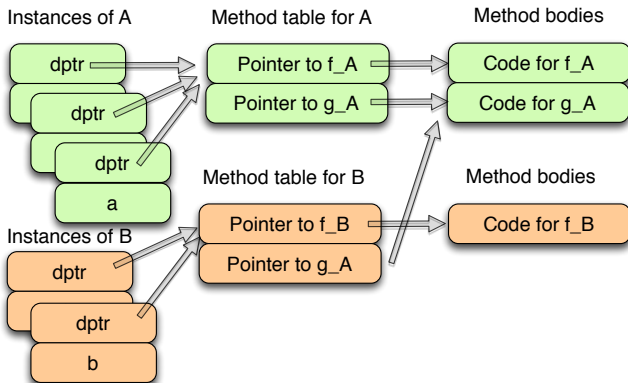 Instances of A
Method table for A
Method bodies
dptr
Pointer to f_A
Code for f_A
dptr
Pointer to g_A
Code for g_A
dptr
a
Method table for B
Method bodies
Instances of B
Pointer to f_B
Code for f_B
dptr
Pointer to g_A
dptr
b